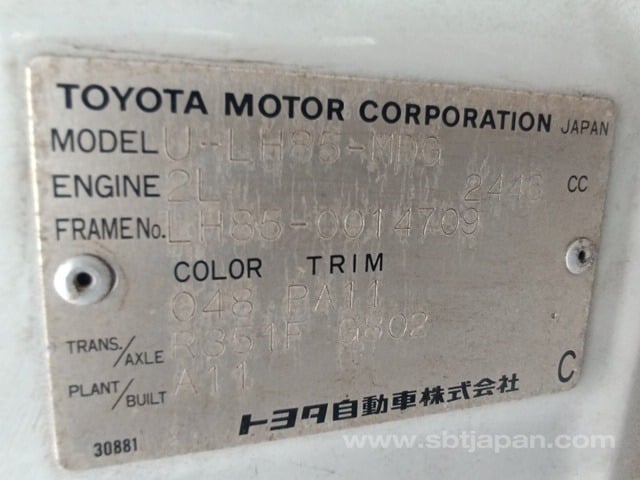 TOYOTA MOTOR CORPORATION JAPAN
MODEL U-LH85-MDG
ENGINE 2L 2446 CC
FRAME No. LH85-0014709
COLOR TRIM
048 PA11
TRANS./AXLE R351F G302
PLANT/BUILT A11
C
トヨタ自動車株式会社
30881
www.sbtjapan.com